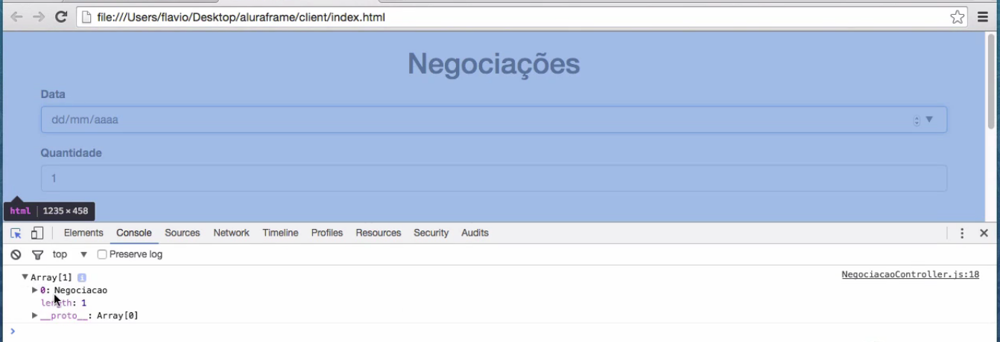 file:///Users/flavio/Desktop/aluraframe/client/index.html
Negociações
Data
dd/mm/aaaa
Quantidade
1
html 1235 × 458
Elements Console Sources Network Timeline Profiles Resources Security Audits
top Preserve log
Array[1] i NegociacaoController.js:18
0: Negociacao
length: 1
__proto__: Array[0]